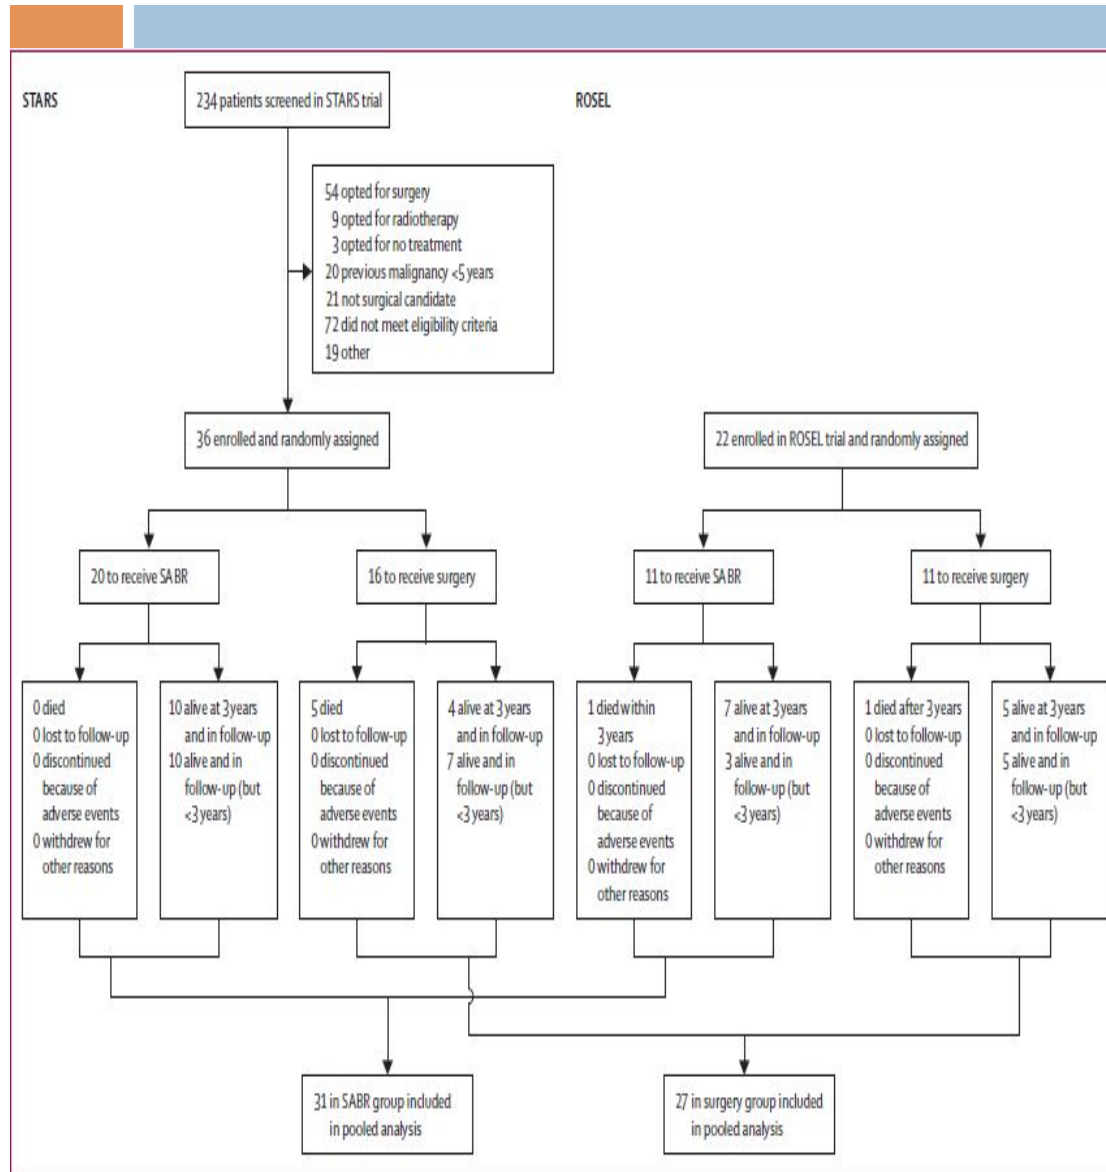 STARS
234 patients screened in STARS trial
ROSEL
54 opted for surgery
9 opted for radiotherapy
3 opted for no treatment
20 previous malignancy <5 years
21 not surgical candidate
72 did not meet eligibility criteria
19 other
36 enrolled and randomly assigned
22 enrolled in ROSEL trial and randomly assigned
20 to receive SABR
16 to receive surgery
11 to receive SABR
11 to receive surgery
0 died
0 lost to follow-up
0 discontinued
because of
adverse events
0 withdrew for
other reasons
10 alive at 3 years
and in follow-up
10 alive and in
follow-up (but
<3 years)
5 died
0 lost to follow-up
0 discontinued
because of
adverse events
0 withdrew for
other reasons
4 alive at 3 years
and in follow-up
7 alive and in
follow-up (but
<3 years)
1 died within
3 years
0 lost to follow-up
0 discontinued
because of
adverse events
0 withdrew for
other reasons
7 alive at 3 years
and in follow-up
3 alive and in
follow-up (but
<3 years)
1 died after 3 years
0 lost to follow-up
0 discontinued
because of
adverse events
0 withdrew for
other reasons
5 alive at 3 years
and in follow-up
5 alive and in
follow-up (but
<3 years)
31 in SABR group included
in pooled analysis
27 in surgery group included
in pooled analysis